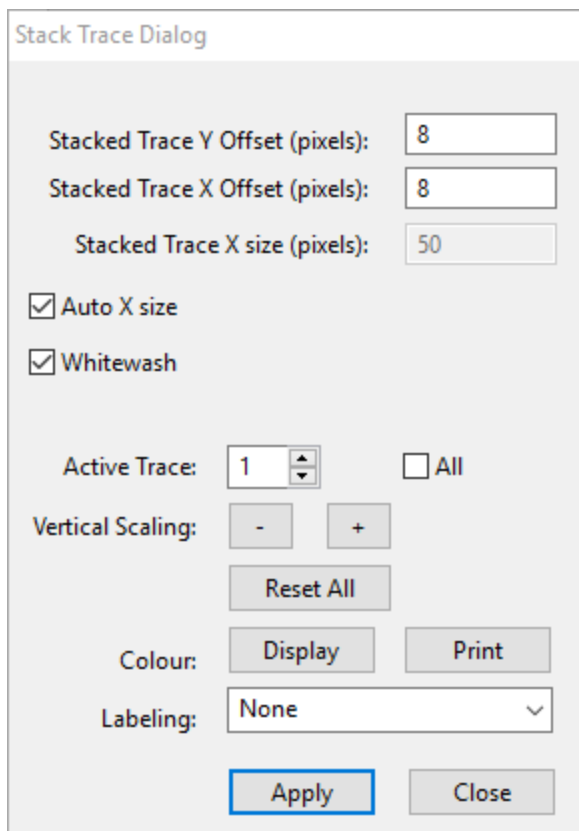 Stack Trace Dialog
Stacked Trace Y Offset (pixels): 8
Stacked Trace X Offset (pixels): 8
Stacked Trace X size (pixels): 50
Auto X size
Whitewash
Active Trace: 1 All
Vertical Scaling: - +
Reset All
Colour: Display Print
Labeling: None
Apply Close